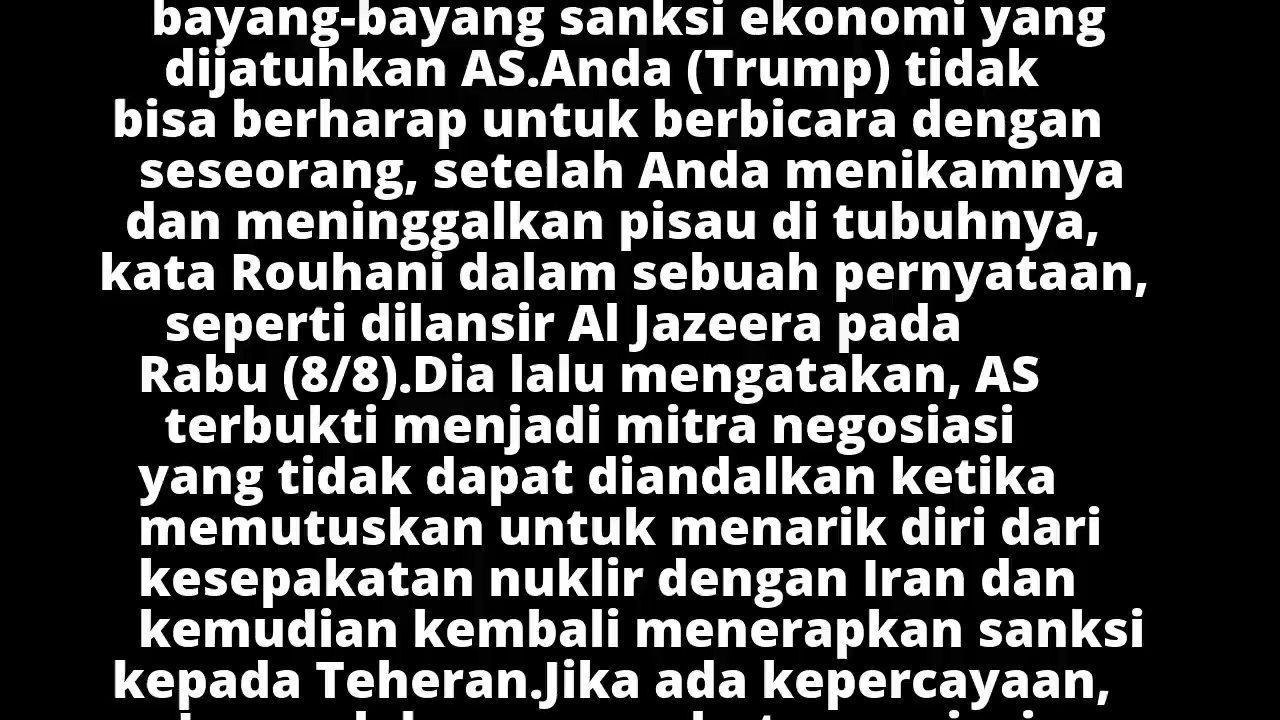 bayang-bayang sanksi ekonomi yang
dijatuhkan AS.Anda (Trump) tidak
bisa berharap untuk berbicara dengan
seseorang, setelah Anda menikamnya
dan meninggalkan pisau di tubuhnya,
kata Rouhani dalam sebuah pernyataan,
seperti dilansir Al Jazeera pada
Rabu (8/8).Dia lalu mengatakan, AS
terbukti menjadi mitra negosiasi
yang tidak dapat diandalkan ketika
memutuskan untuk menarik diri dari
kesepakatan nuklir dengan Iran dan
kemudian kembali menerapkan sanksi
kepada Teheran.Jika ada kepercayaan,